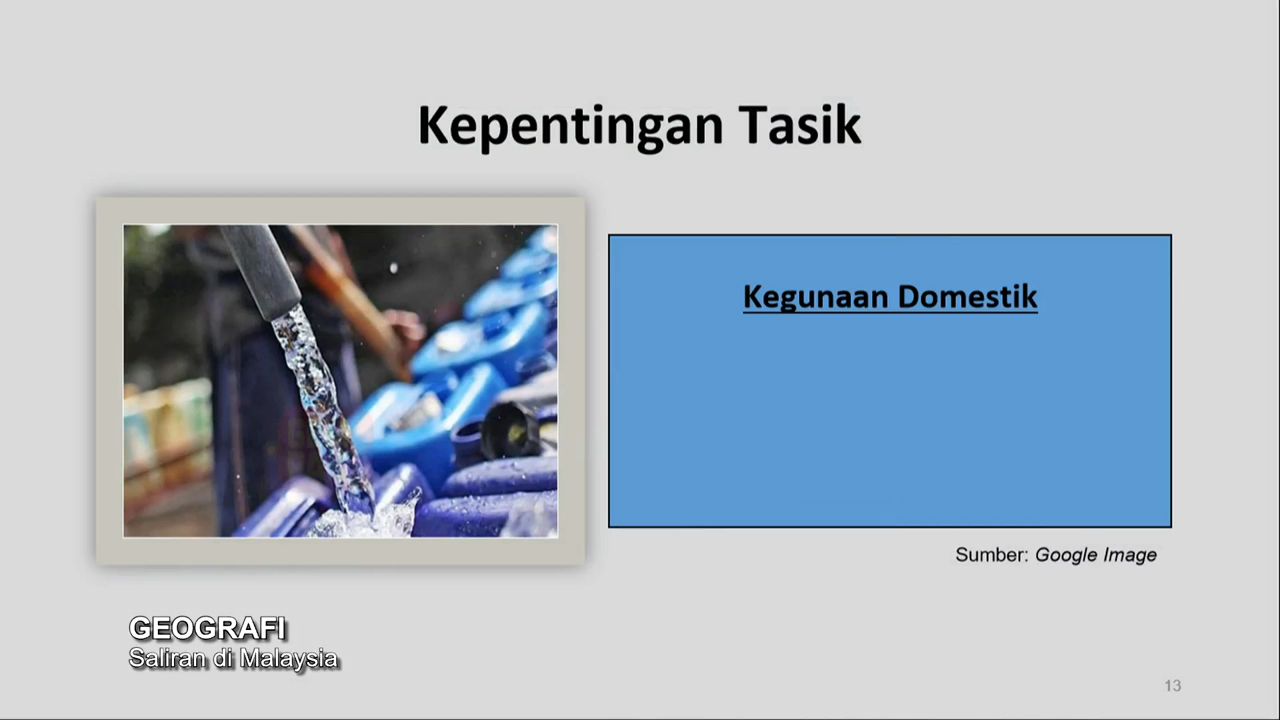 Kepentingan Tasik
Kegunaan Domestik
Sumber: Google Image
GEOGRAFI
Saliran di Malaysia
13